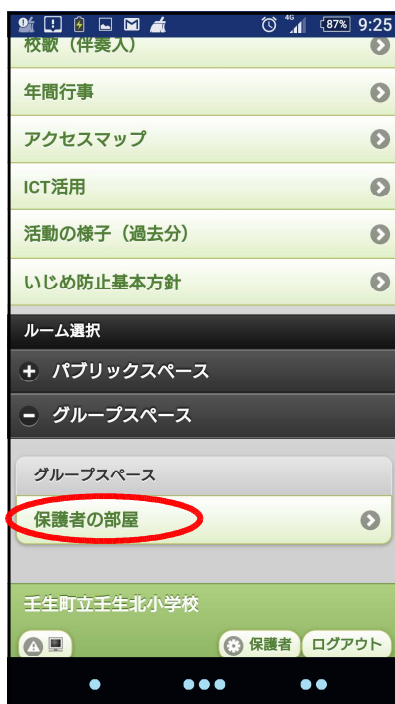 4G 87% 9:25
校歌（伴奏入）
年間行事
アクセスマップ
ICT活用
活動の様子（過去分）
いじめ防止基本方針
ルーム選択
パブリックスペース
グループスペース
グループスペース
保護者の部屋
壬生町立壬生北小学校
保護者 ログアウト